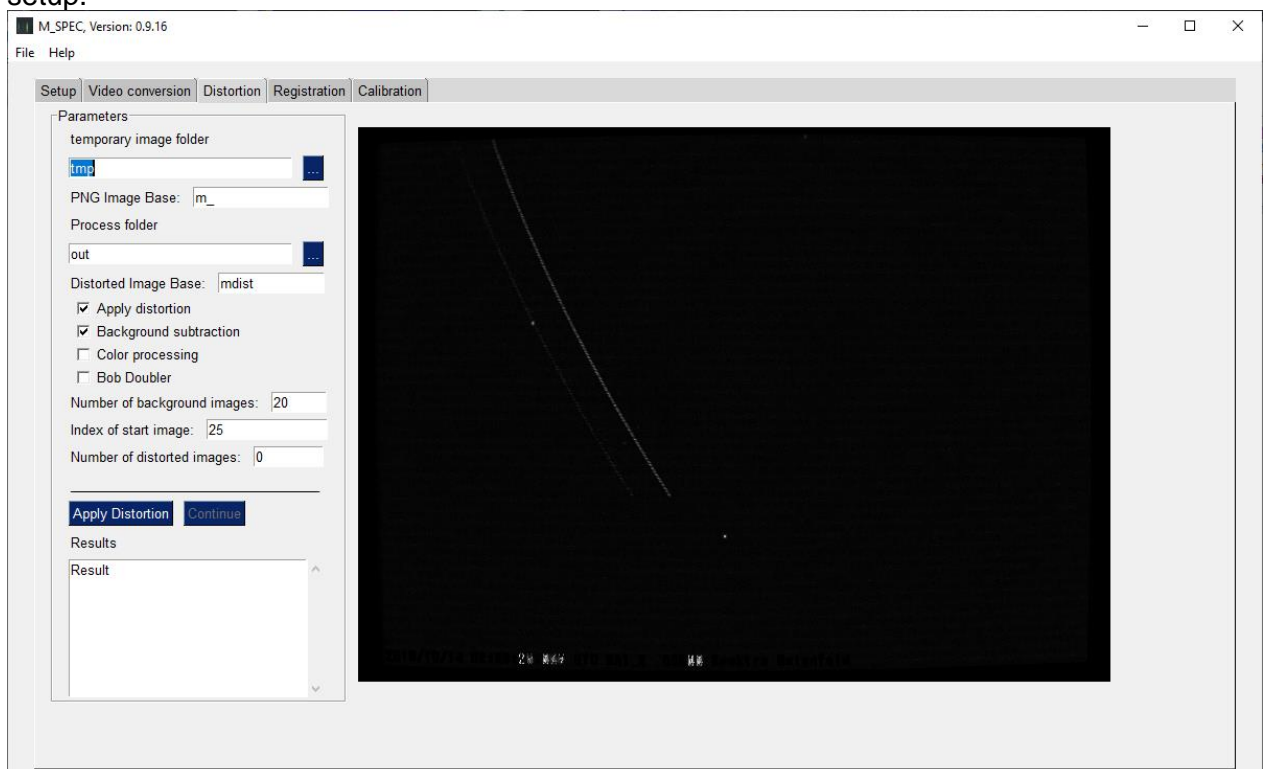 setup.
M_SPEC, Version: 0.9.16
File Help
Setup Video conversion Distortion Registration Calibration
Parameters
temporary image folder
tmp
...
PNG Image Base: m_
Process folder
out
...
Distorted Image Base: mdist
Apply distortion
Background subtraction
Color processing
Bob Doubler
Number of background images: 20
Index of start image: 25
Number of distorted images: 0
Apply Distortion Continue
Results
Result